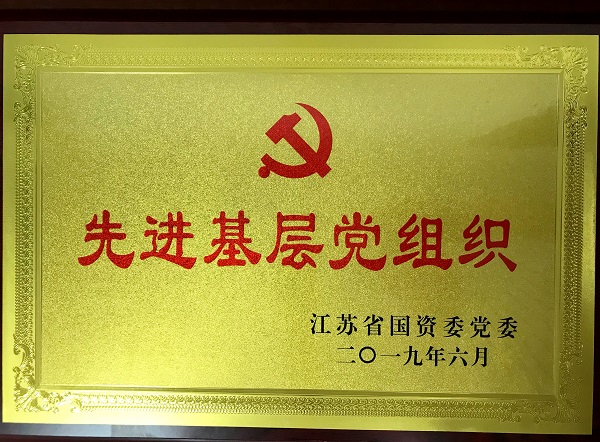 先进基层党组织
江苏省国资委党委
二〇一九年六月